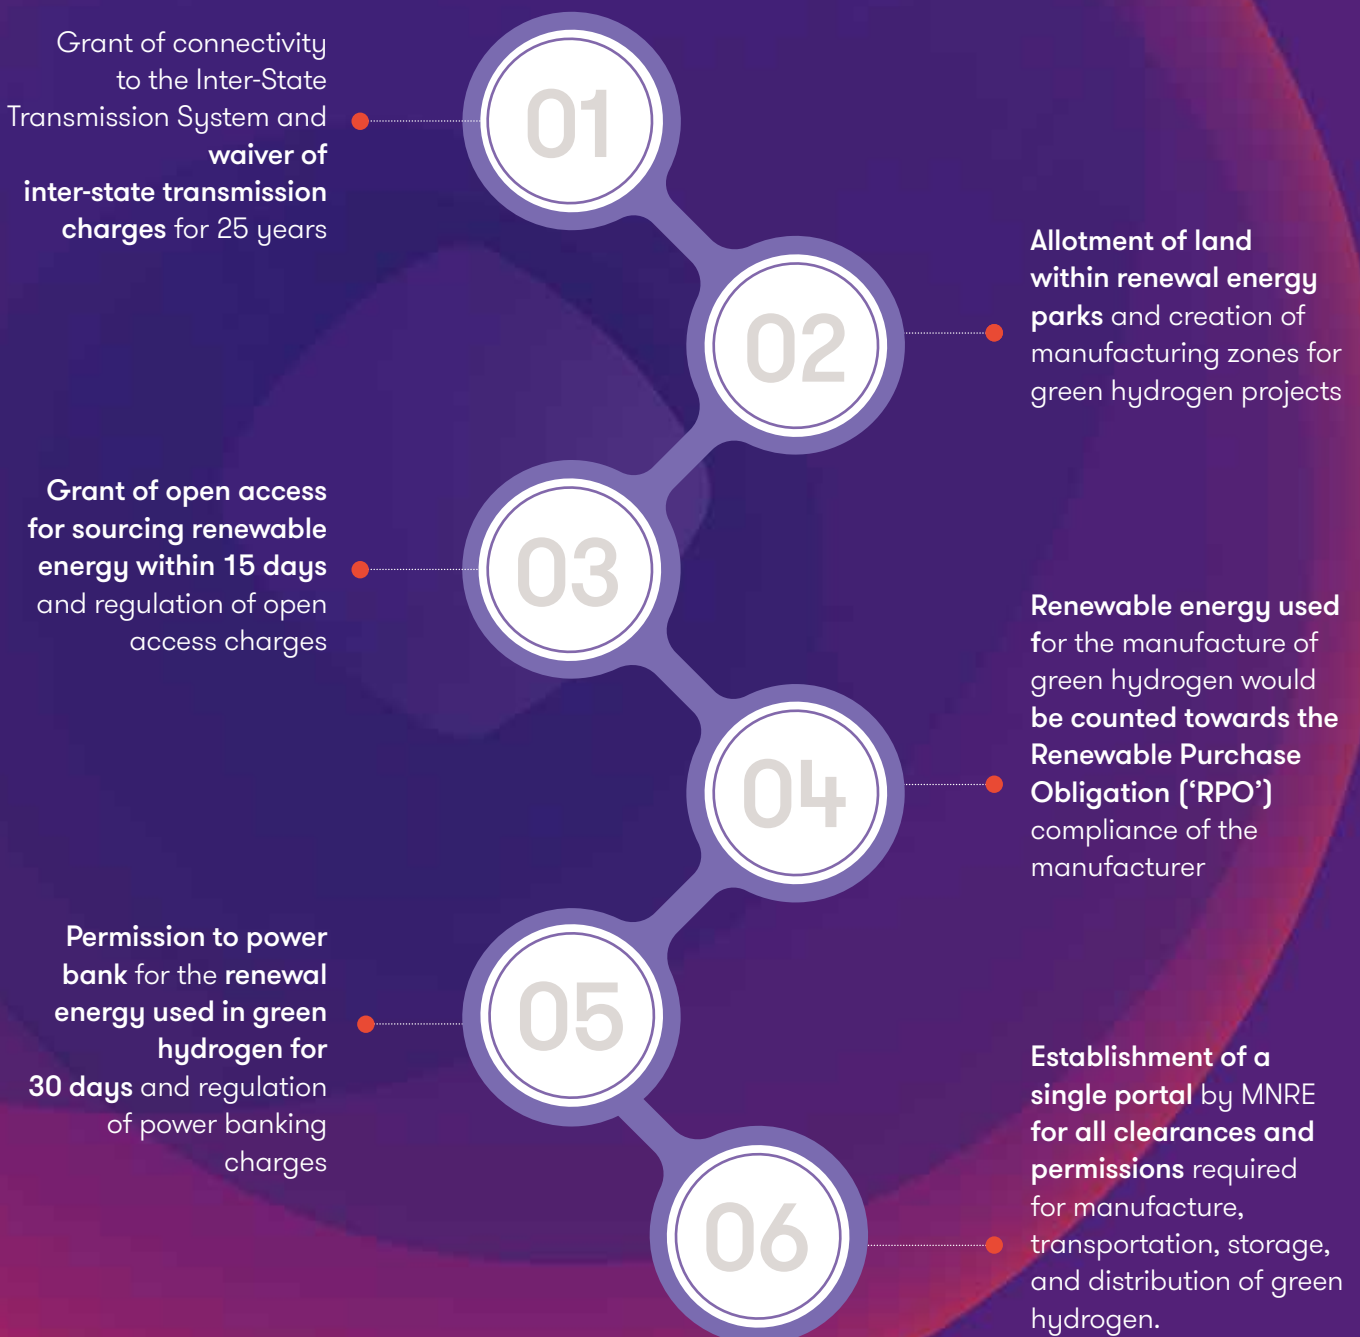 Grant of connectivity
to the Inter-State
Transmission System and
waiver of
inter-state transmission
charges for 25 years
01
02
Allotment of land
within renewal energy
parks and creation of
manufacturing zones for
green hydrogen projects
Grant of open access
for sourcing renewable
energy within 15 days
and regulation of open
access charges
03
04
Renewable energy used
for the manufacture of
green hydrogen would
be counted towards the
Renewable Purchase
Obligation (‘RPO’)
compliance of the
manufacturer
Permission to power
bank for the renewal
energy used in green
hydrogen for
30 days and regulation
of power banking
charges
05
06
Establishment of a
single portal by MNRE
for all clearances and
permissions required
for manufacture,
transportation, storage,
and distribution of green
hydrogen.